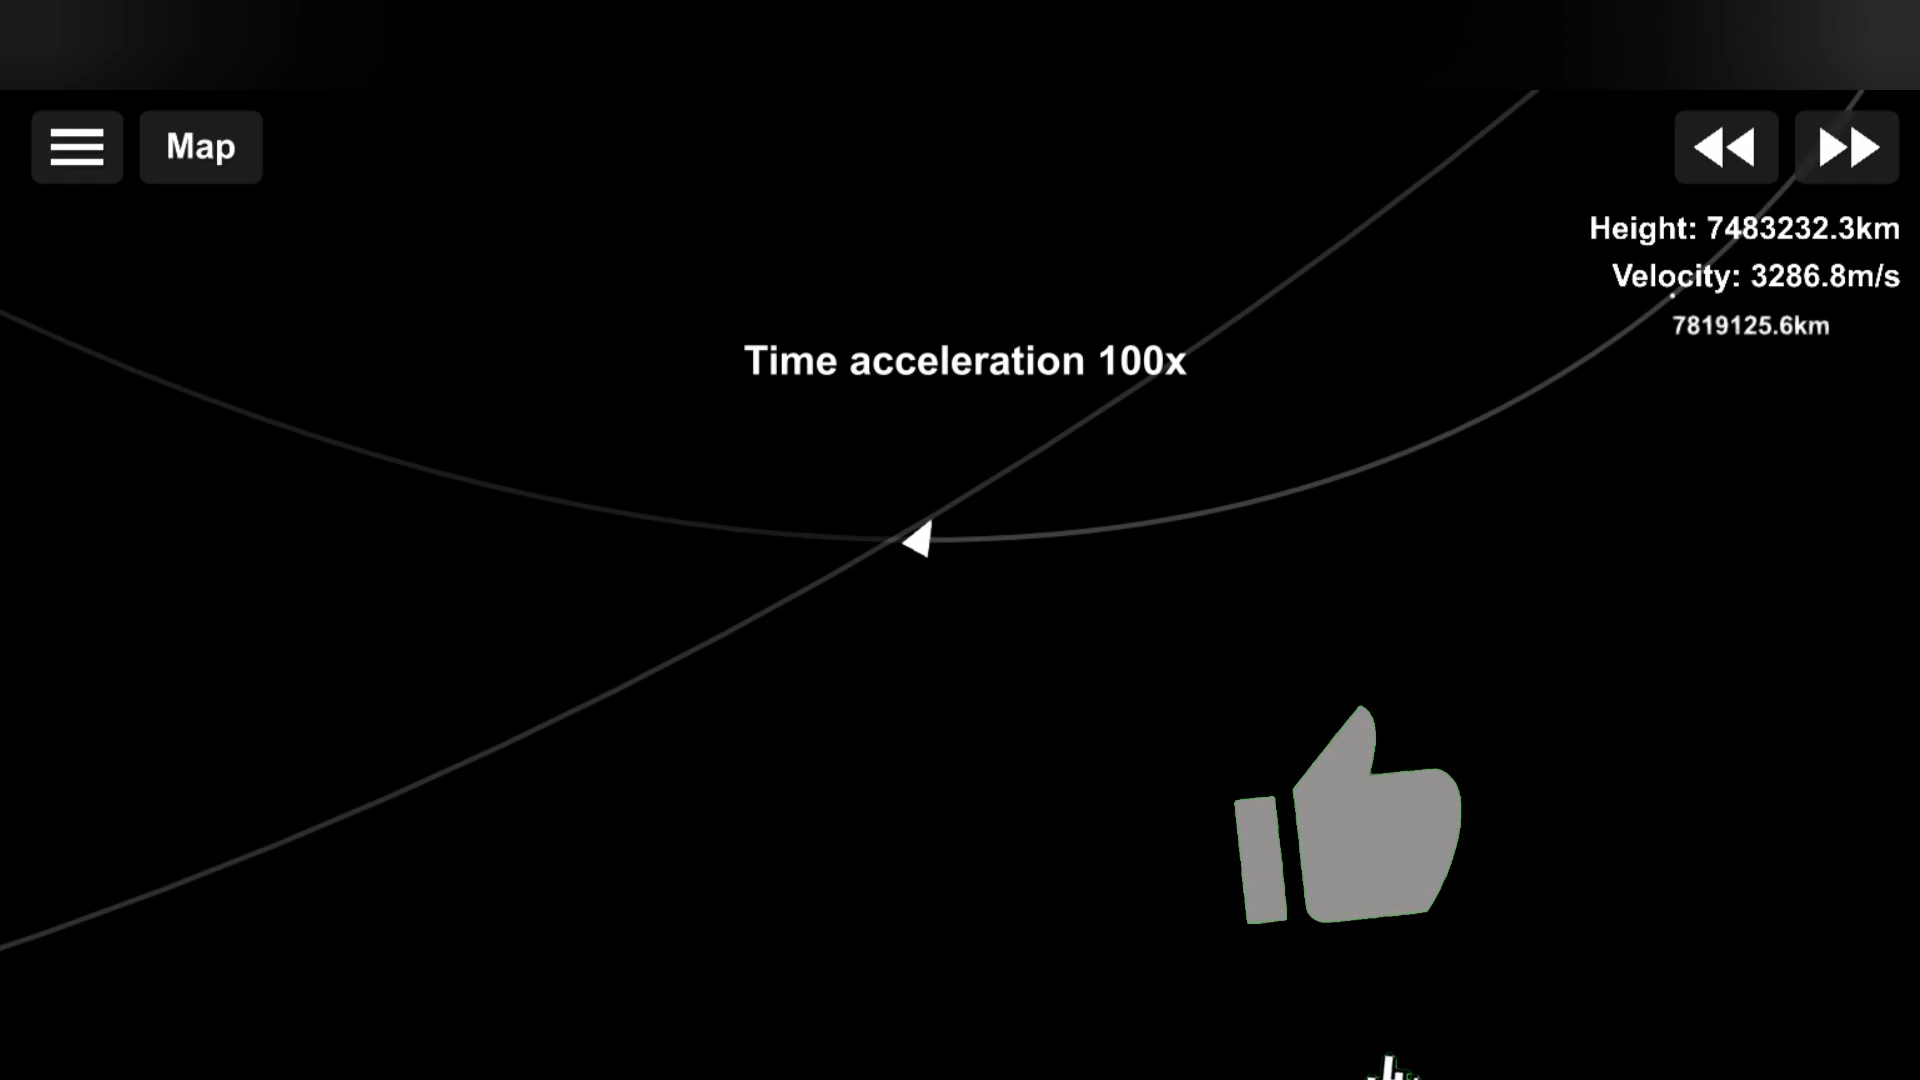 Map
Height: 7483232.3km
Velocity: 3286.8m/s
7819125.6km
Time acceleration 100x